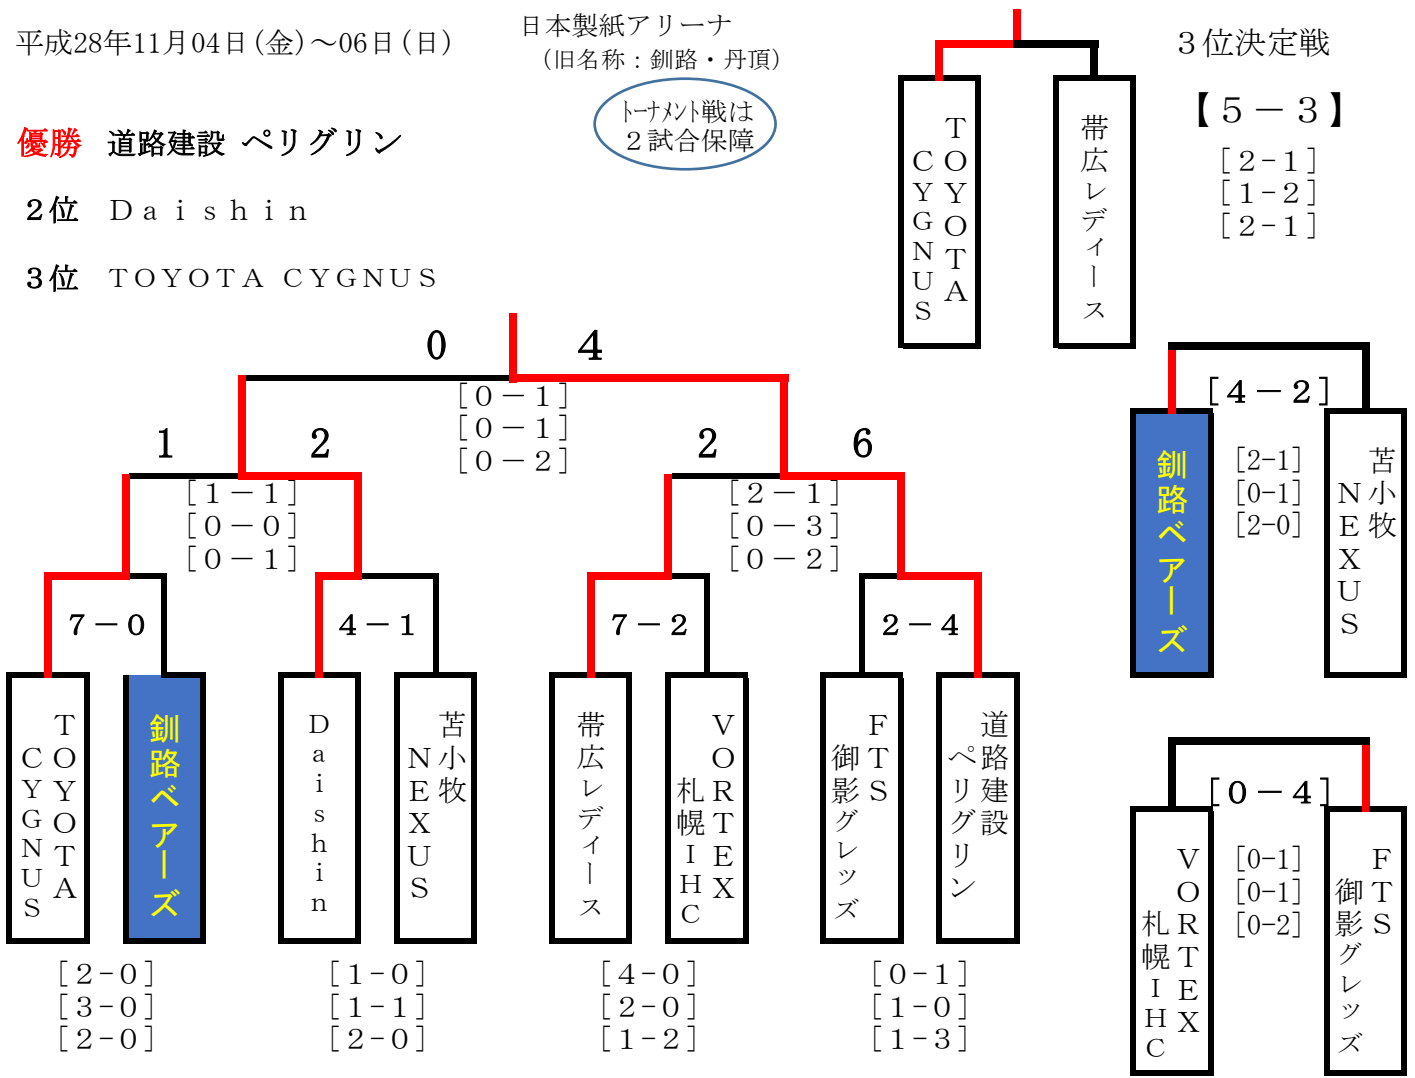 平成28年11月04日(金)～06日(日)
日本製紙アリーナ
（旧名称：釧路・丹頂）
ﾄｰﾅﾒﾝﾄ戦は
２試合保障
優勝　道路建設 ペリグリン
２位　Ｄａｉｓｈｉｎ
３位　ＴＯＹＯＴＡ ＣＹＧＮＵＳ
３位決定戦
【５－３】
[２-１]
[１-２]
[２-１]
ＴＯＹＯＴＡ
ＣＹＧＮＵＳ
帯広レディース
０　４
[０－１]
[０－１]
[０－２]
１　２
[１－１]
[０－０]
[０－１]
２　６
[２－１]
[０－３]
[０－２]
７－０
４－１
７－２
２－４
ＴＯＹＯＴＡ
ＣＹＧＮＵＳ
釧路ベアーズ
Ｄａｉｓｈｉｎ
苫小牧
ＮＥＸＵＳ
帯広レディース
ＶＯＲＴＥＸ
札幌ＩＨＣ
ＦＴＳ
御影グレッズ
道路建設
ペリグリン
[２-０]
[３-０]
[２-０]
[１-０]
[１-１]
[２-０]
[４-０]
[２-０]
[１-２]
[０-１]
[１-０]
[１-３]
[４－２]
[2-1]
[0-1]
[2-0]
釧路ベアーズ
苫小牧
ＮＥＸＵＳ
[０－４]
[0-1]
[0-1]
[0-2]
ＶＯＲＴＥＸ
札幌ＩＨＣ
ＦＴＳ
御影グレッズ